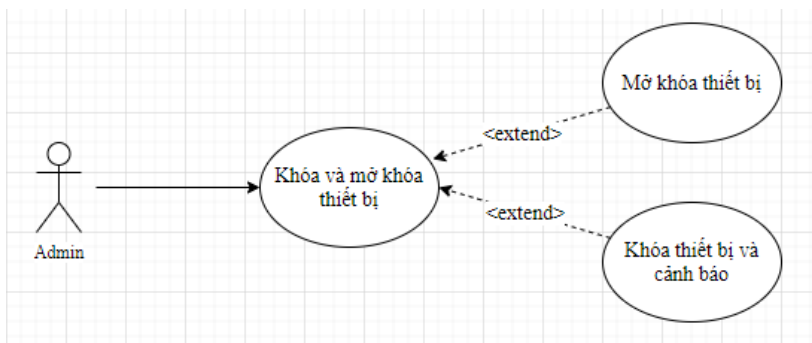 Mở khóa thiết bị
<extend>
Khóa và mở khóa
thiết bị
<extend>
Khóa thiết bị và
cảnh báo
Admin